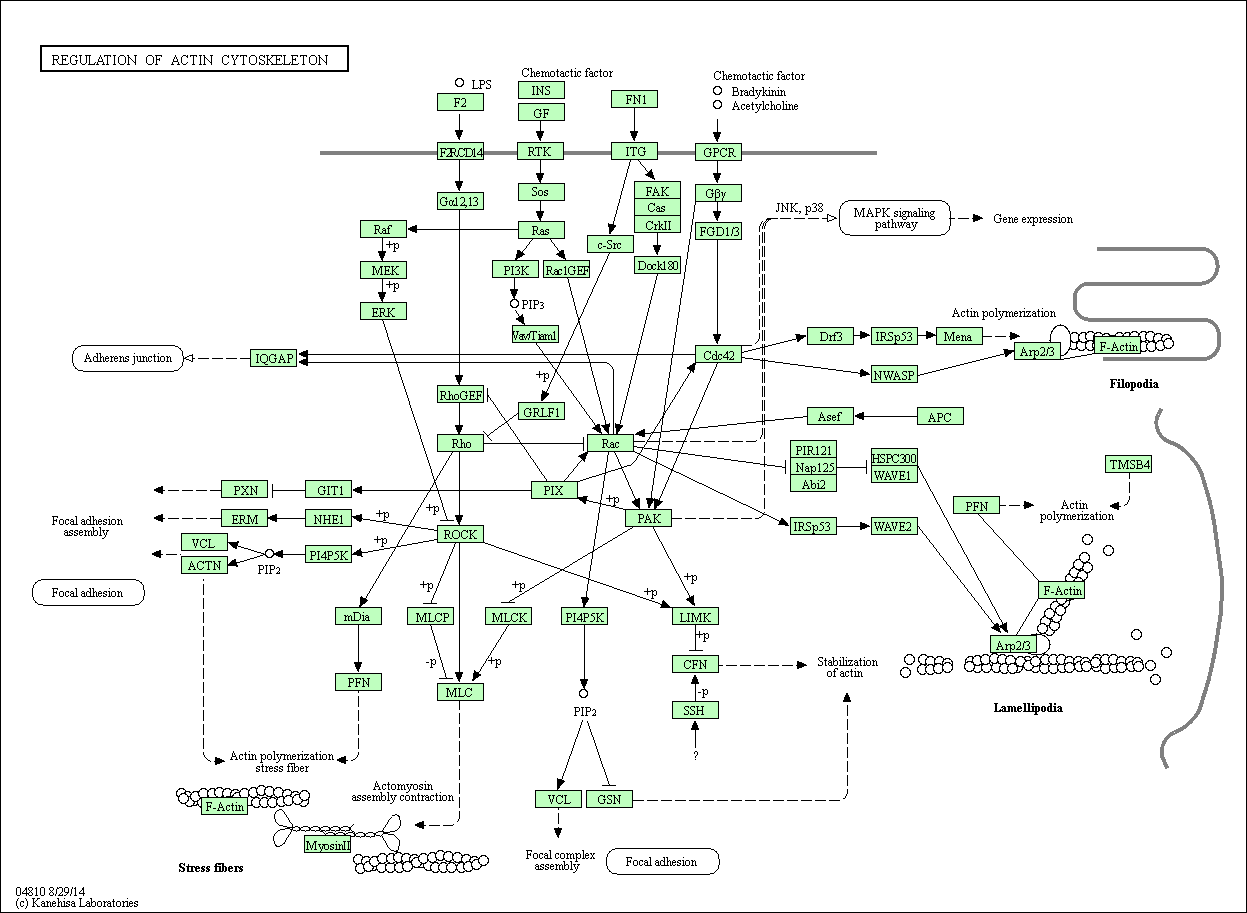 REGULATION OF ACTIN CYTOSKELETON
LPS
Chemotactic factor
Chemotactic factor
Bradykinin
Acetylcholine
F2
INS
GF
FN1
F2R CD14
RTK
ITG
GPCR
Gα12,13
Sos
FAK
Cas
CrkII
Gβγ
JNK, p38
MAPK signaling
pathway
Gene expression
Raf
+p
Ras
c-Src
FGD1/3
MEK
+p
PI3K
Rac1GEF
Dock180
ERK
PIP3
Vav/Tiam1
Actin polymerization
Drf3
IRSp53
Mena
Arp2/3
F-Actin
Adherens junction
IQGAP
Cdc42
NWASP
Filopodia
+p
RhoGEF
GRLF1
Asef
APC
Rho
Rac
PIR121
Nap125
Abi2
HSPC300
WAVE1
TMSB4
PXN
GIT1
PIX
+p
PFN
Actin
polymerization
Focal adhesion
assembly
ERM
NHE1
+p
+p
ROCK
PAK
IRSp53
WAVE2
VCL
ACTN
PIP2
PI4P5K
+p
Focal adhesion
+p
+p
+p
+p
F-Actin
mDia
MLCP
MLCK
PI4P5K
LIMK
+p
Arp2/3
-p
+p
CFN
Stabilization
of actin
PFN
MLC
-p
SSH
?
PIP2
Lamellipodia
Actin polymerization
stress fiber
Actomyosin
assembly contraction
F-Actin
VCL
GSN
MyosinII
Stress fibers
Focal complex
assembly
Focal adhesion
04810 8/29/14
(c) Kanehisa Laboratories